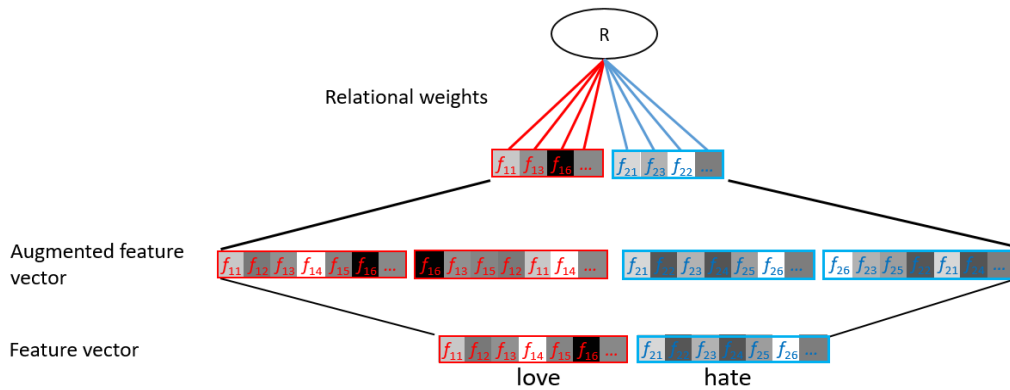 R
Relational weights
f11 f13 f16 ... f21 f23 f22 ...
Augmented feature
vector
f11 f12 f13 f14 f15 f16 ... f16 f13 f15 f12 f11 f14 ... f21 f23 f25 f26 ... f26 f23 f25 f21 ...
Feature vector
f11 f12 f13 f14 f15 f16 ... f21 f23 f25 f26 ...
love hate